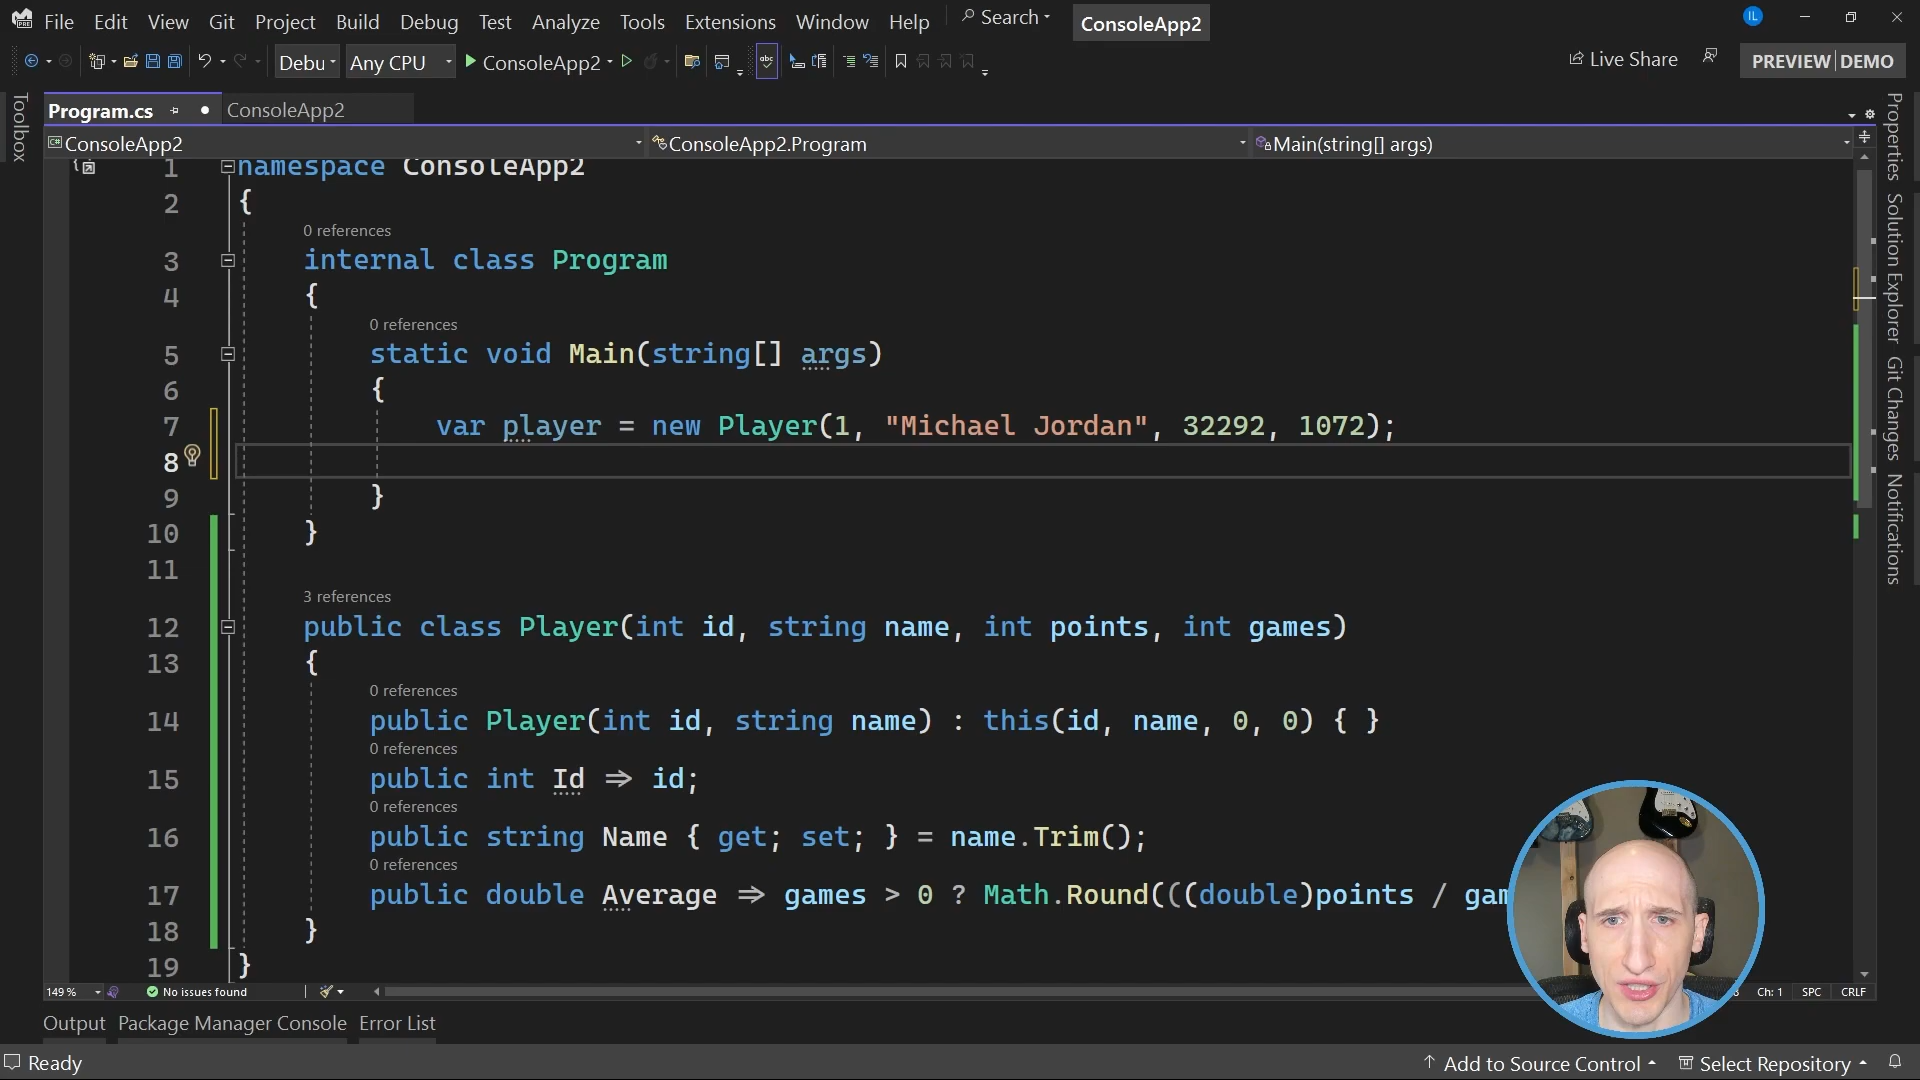 File Edit View Git Project Build Debug Test Analyze Tools Extensions Window Help Search ConsoleApp2 IL
Debu Any CPU ConsoleApp2 Live Share PREVIEW DEMO
Toolbox
Program.cs ConsoleApp2
ConsoleApp2 ConsoleApp2.Program Main(string[] args)
1 namespace ConsoleApp2
2 {
0 references
3 internal class Program
4 {
0 references
5 static void Main(string[] args)
6 {
7 var player = new Player(1, "Michael Jordan", 32292, 1072);
8
9 }
10 }
11
3 references
12 public class Player(int id, string name, int points, int games)
13 {
0 references
14 public Player(int id, string name) : this(id, name, 0, 0) { }
0 references
15 public int Id => id;
0 references
16 public string Name { get; set; } = name.Trim();
0 references
17 public double Average => games > 0 ? Math.Round(((double)points / gam
18 }
19 }
Properties
Solution Explorer
Git Changes
Notifications
149 % No issues found Ch: 1 SPC CRLF
Output Package Manager Console Error List
Ready Add to Source Control Select Repository